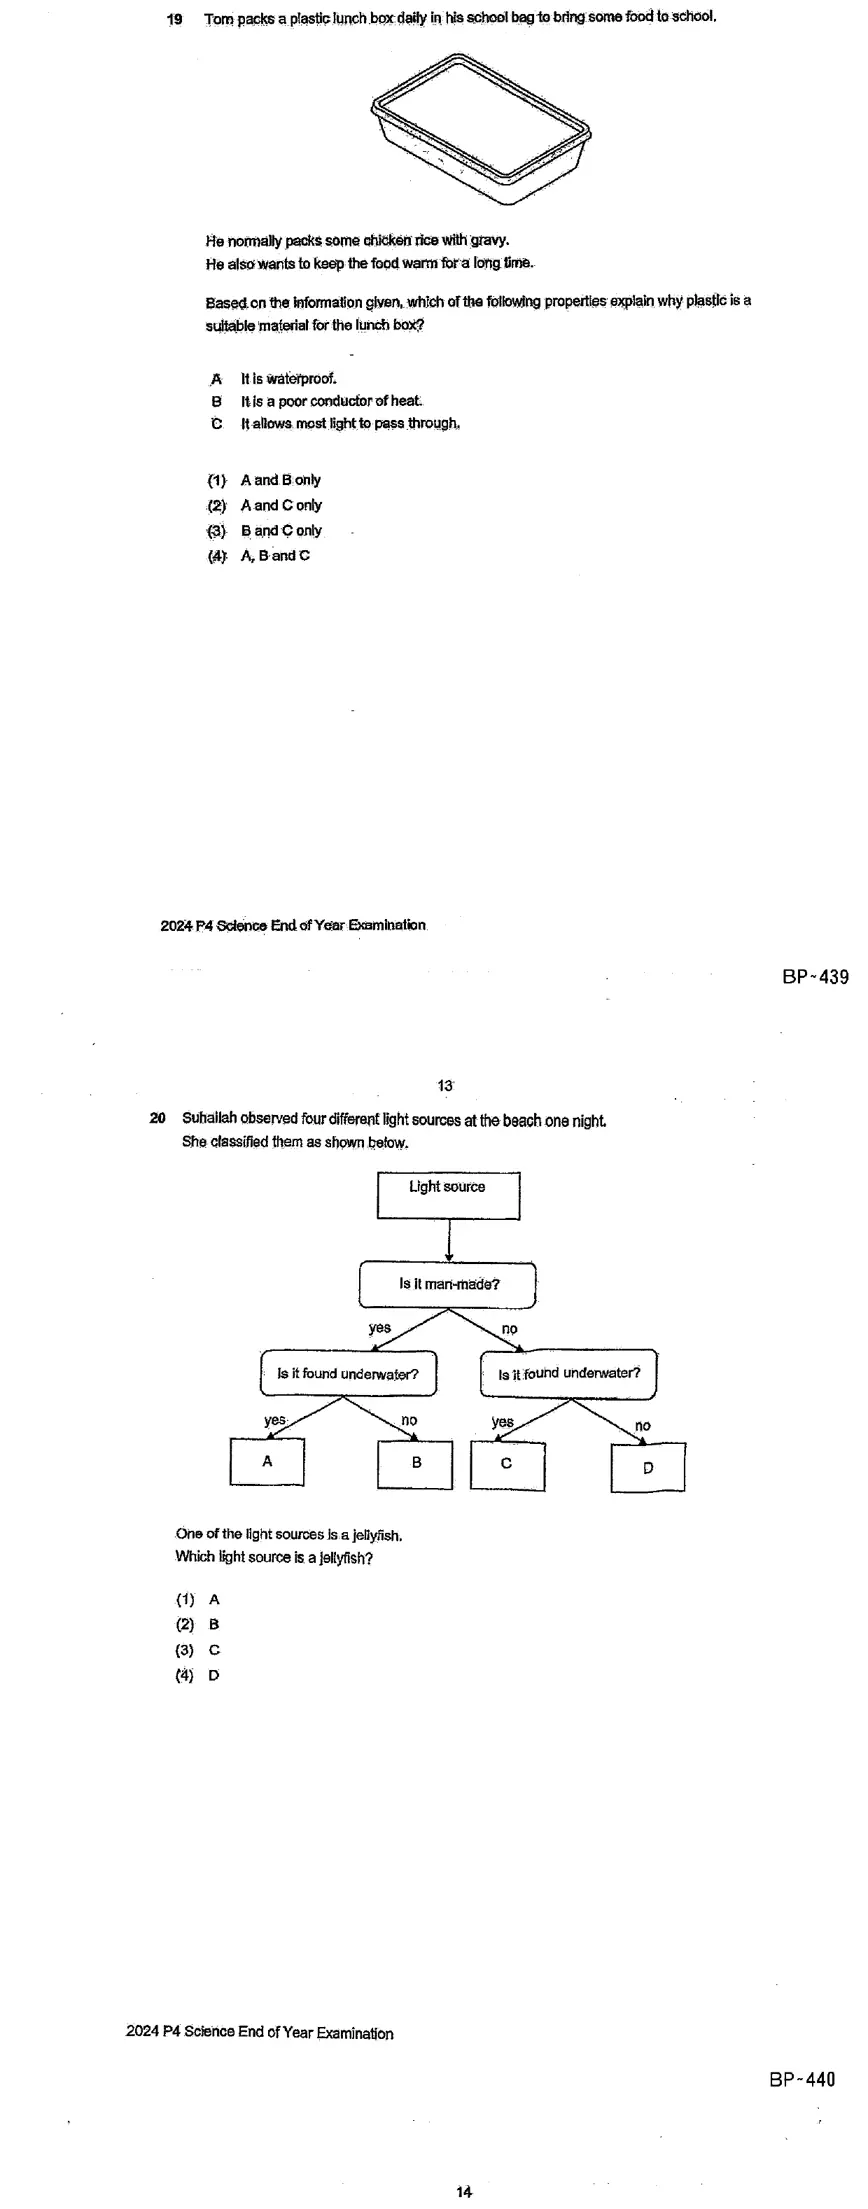 19 Tom packs a plastic lunch box daily in his school bag to bring some food to school.
He normally packs some chicken rice with gravy.
He also wants to keep the food warm for a long time.
Based on the information given, which of the following properties explain why plastic is a
suitable material for the lunch box?
A It is waterproof.
B It is a poor conductor of heat.
C It allows most light to pass through.
(1) A and B only
(2) A and C only
(3) B and C only
(4) A, B and C
2024 P4 Science End of Year Examination
BP-439
13
20 Suhailah observed four different light sources at the beach one night.
She classified them as shown below.
Light source
Is it man-made?
yes no
Is it found underwater? Is it found underwater?
yes no yes no
A B C D
One of the light sources is a jellyfish.
Which light source is a jellyfish?
(1) A
(2) B
(3) C
(4) D
2024 P4 Science End of Year Examination
BP-440
14